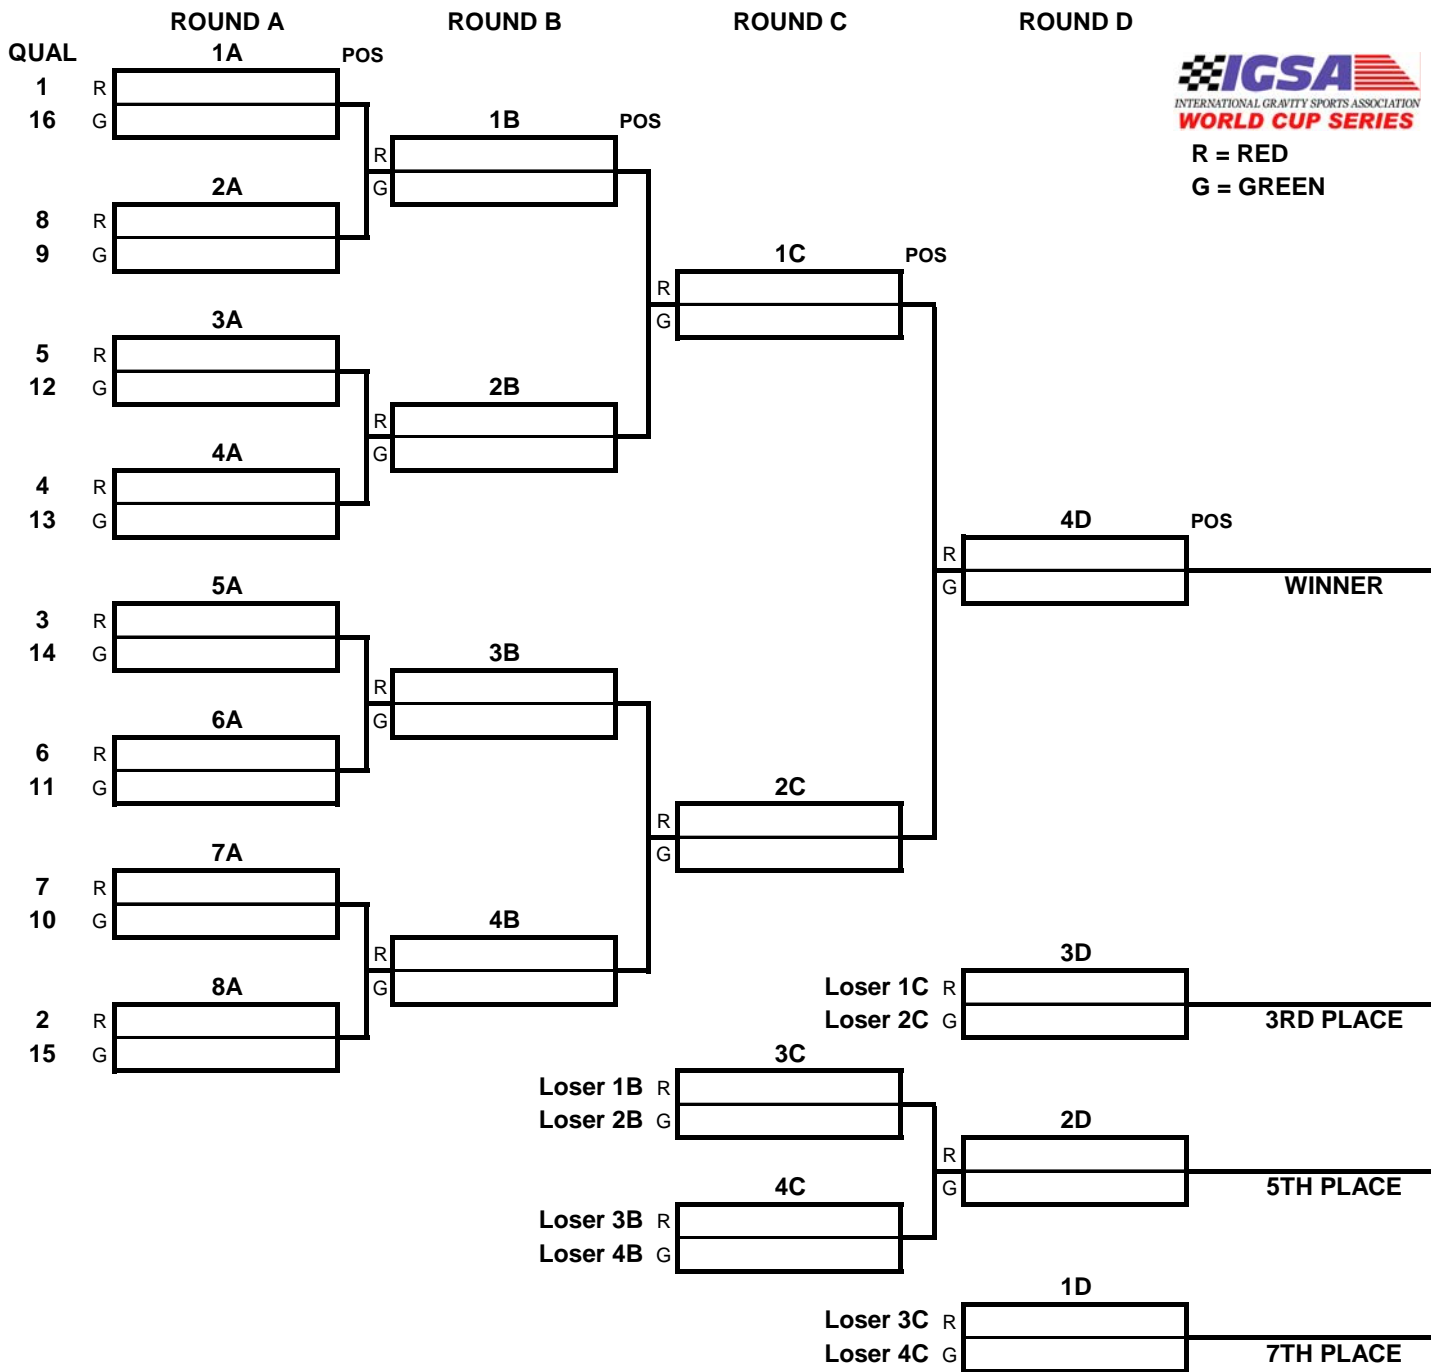 ROUND A ROUND B ROUND C ROUND D
QUAL 1A POS
1 R
16 G
IGSA
INTERNATIONAL GRAVITY SPORTS ASSOCIATION
WORLD CUP SERIES
R = RED
G = GREEN
1B POS
R
G
2A
8 R
9 G
1C POS
R
G
3A
5 R
12 G
2B
R
G
4A
4 R
13 G
4D POS
R
G
WINNER
5A
3 R
14 G
3B
R
G
6A
6 R
11 G
2C
R
G
7A
7 R
10 G
4B
R
G
8A
2 R
15 G
3D
Loser 1C R
Loser 2C G
3RD PLACE
3C
Loser 1B R
Loser 2B G
2D
R
G
5TH PLACE
4C
Loser 3B R
Loser 4B G
1D
Loser 3C R
Loser 4C G
7TH PLACE